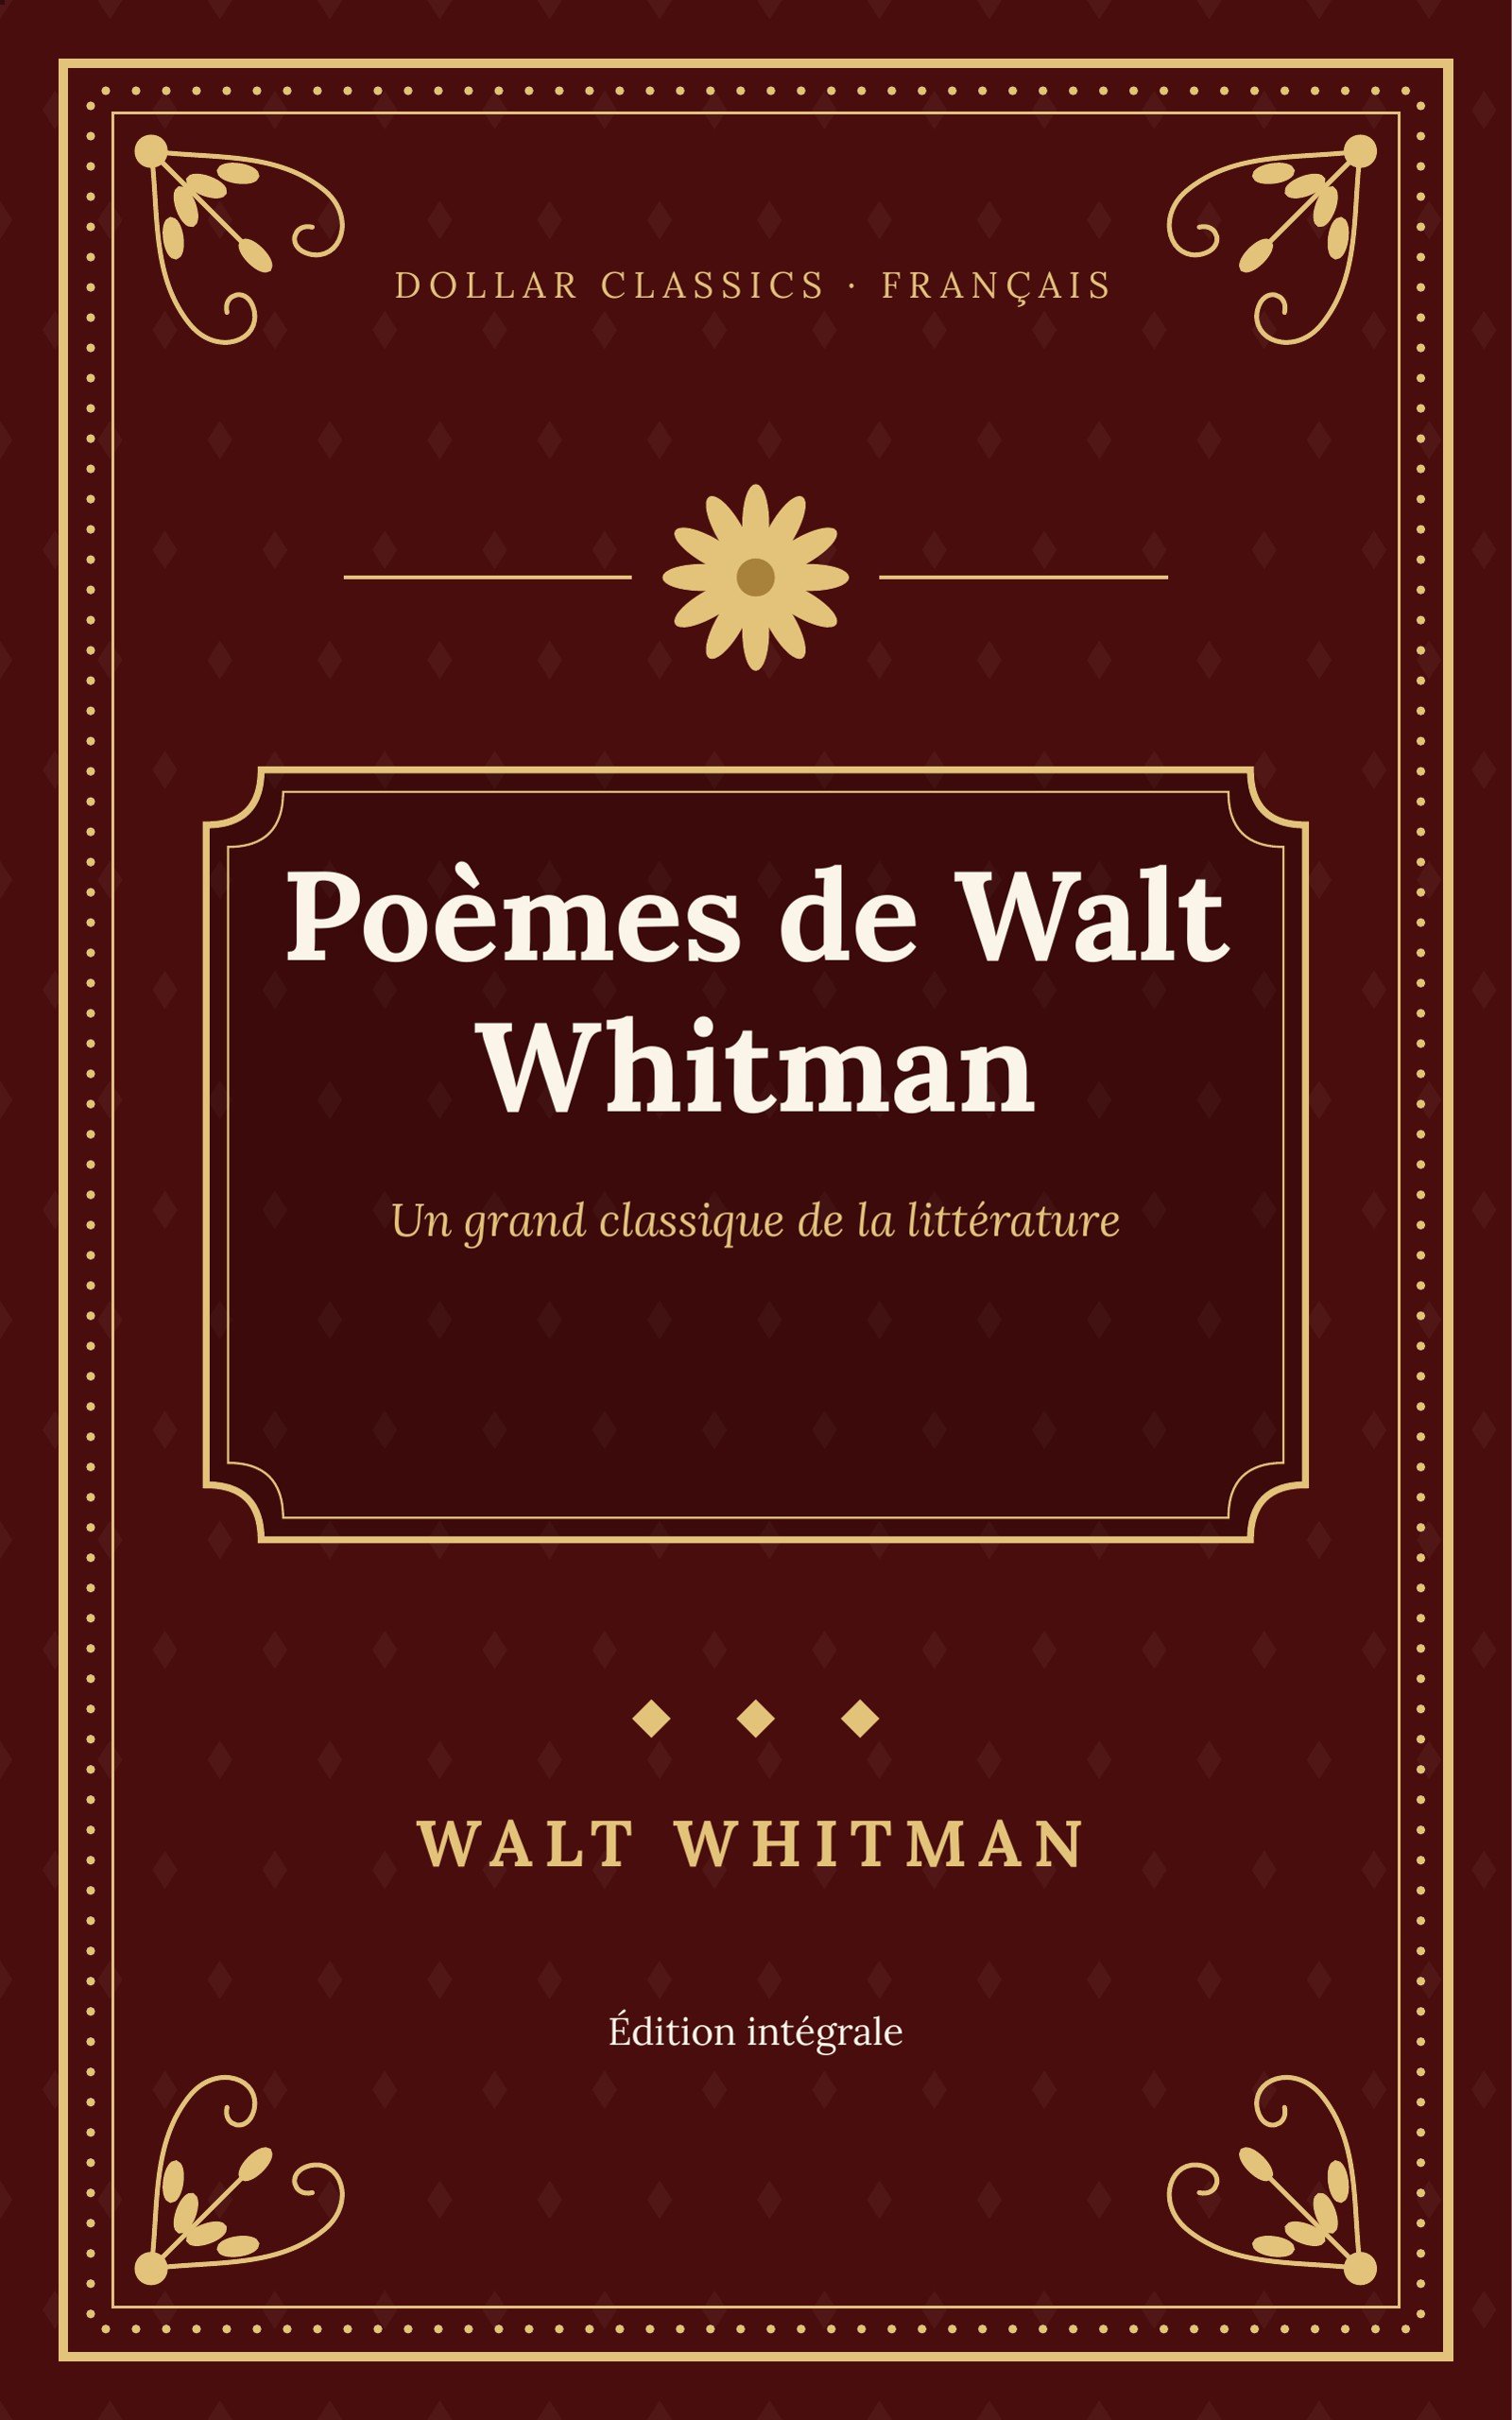 DOLLAR CLASSICS · FRANÇAIS
Poèmes de Walt
Whitman
Un grand classique de la littérature
WALT WHITMAN
Édition intégrale